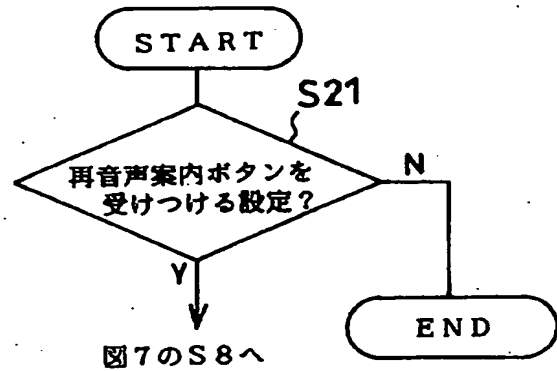 START
S21
再音声案内ボタンを
受けつける設定?
N
Y
図7のS8へ
END